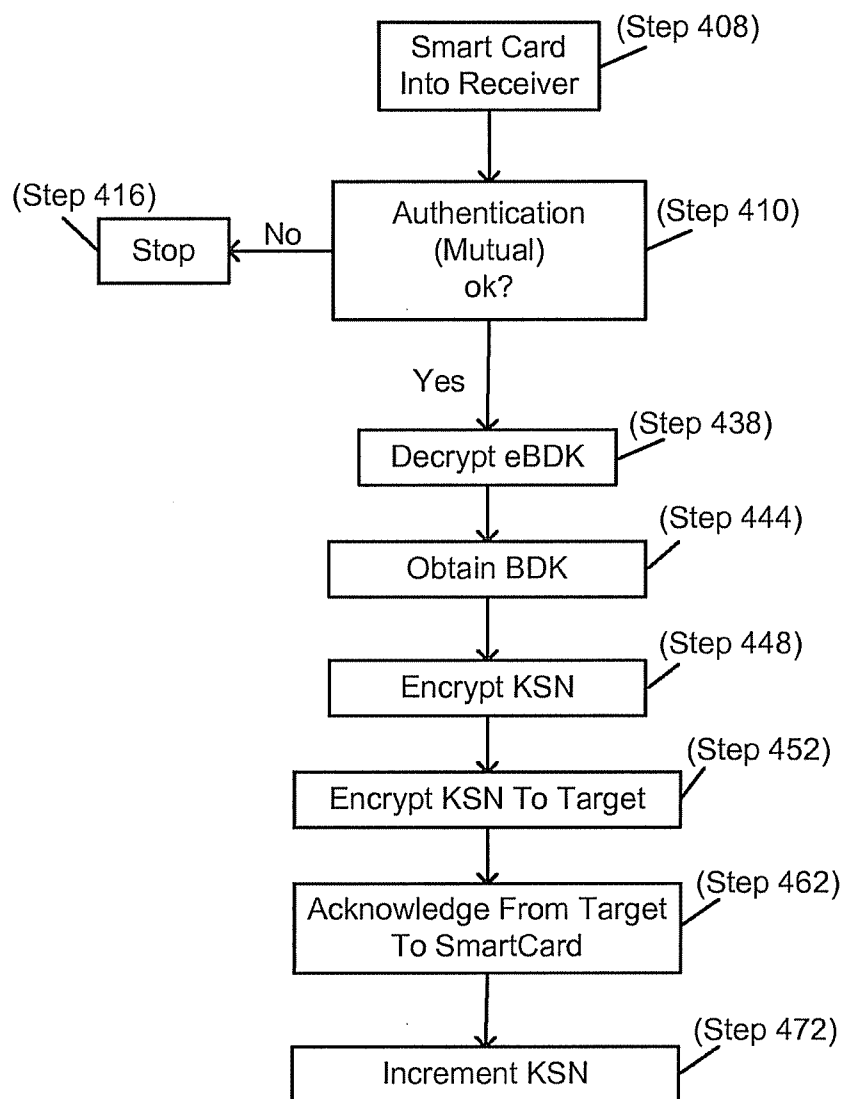 Smart Card
Into Receiver
(Step 408)
(Step 416)
Stop
No
Authentication
(Mutual)
ok?
(Step 410)
Yes
Decrypt eBDK
(Step 438)
Obtain BDK
(Step 444)
Encrypt KSN
(Step 448)
Encrypt KSN To Target
(Step 452)
Acknowledge From Target
To SmartCard
(Step 462)
Increment KSN
(Step 472)